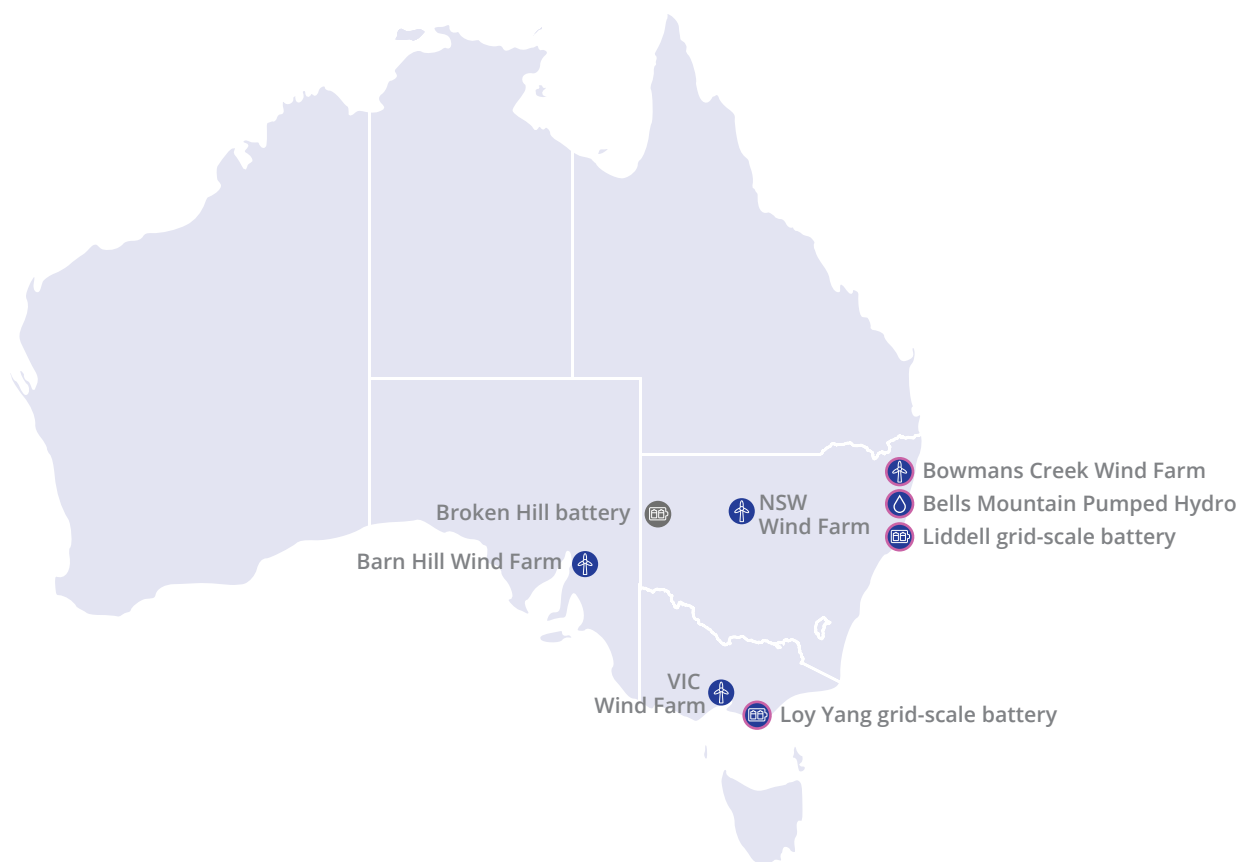 Bowmans Creek Wind Farm
Bells Mountain Pumped Hydro
Liddell grid-scale battery
Broken Hill battery
NSW
Wind Farm
Barn Hill Wind Farm
VIC
Wind Farm
Loy Yang grid-scale battery